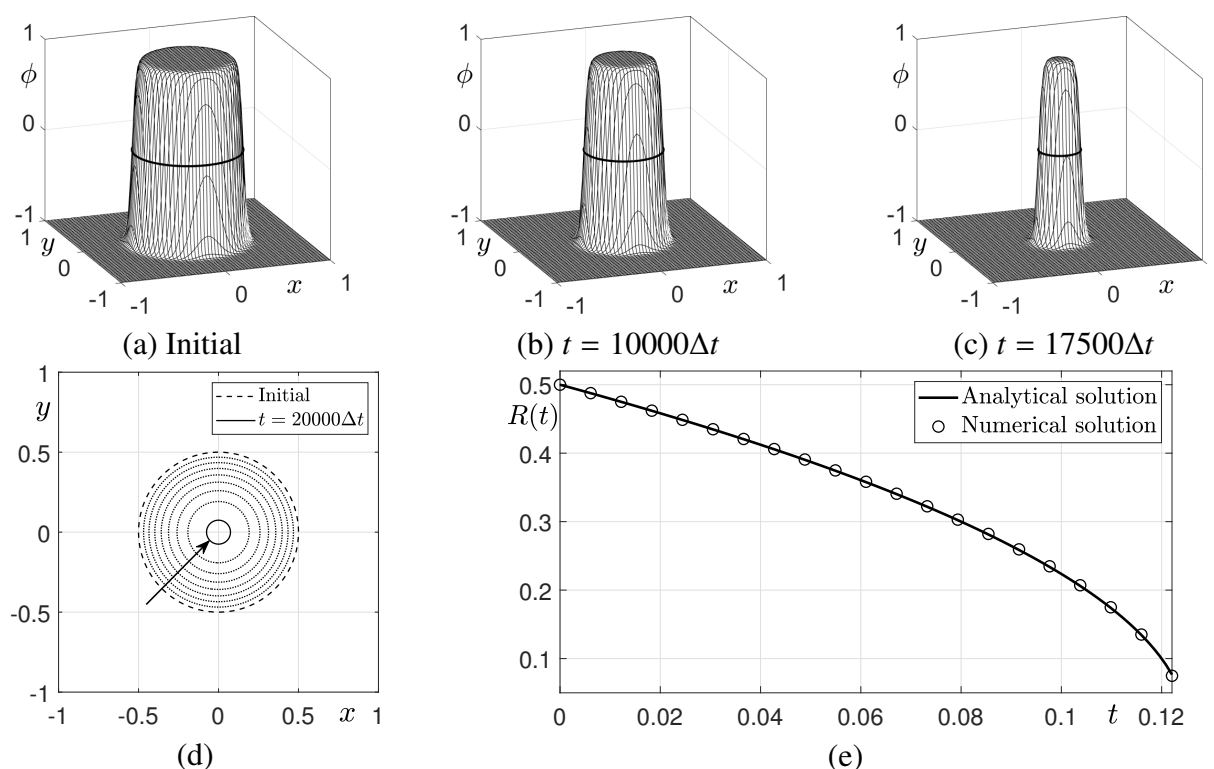 1
ϕ
0
-1
1
y
0
-1
-1
0
x
1
(a) Initial
1
ϕ
0
-1
1
y
0
-1
-1
0
x
1
(b) t = 10000Δt
1
ϕ
0
-1
1
y
0
-1
-1
0
x
1
(c) t = 17500Δt
1
y
0.5
0
-0.5
-1
-1
-0.5
0
0.5
x
1
Initial
t = 20000Δt
(d)
0.5
R(t)
0.4
0.3
0.2
0.1
0
0.02
0.04
0.06
0.08
0.1
t
0.12
Analytical solution
Numerical solution
(e)